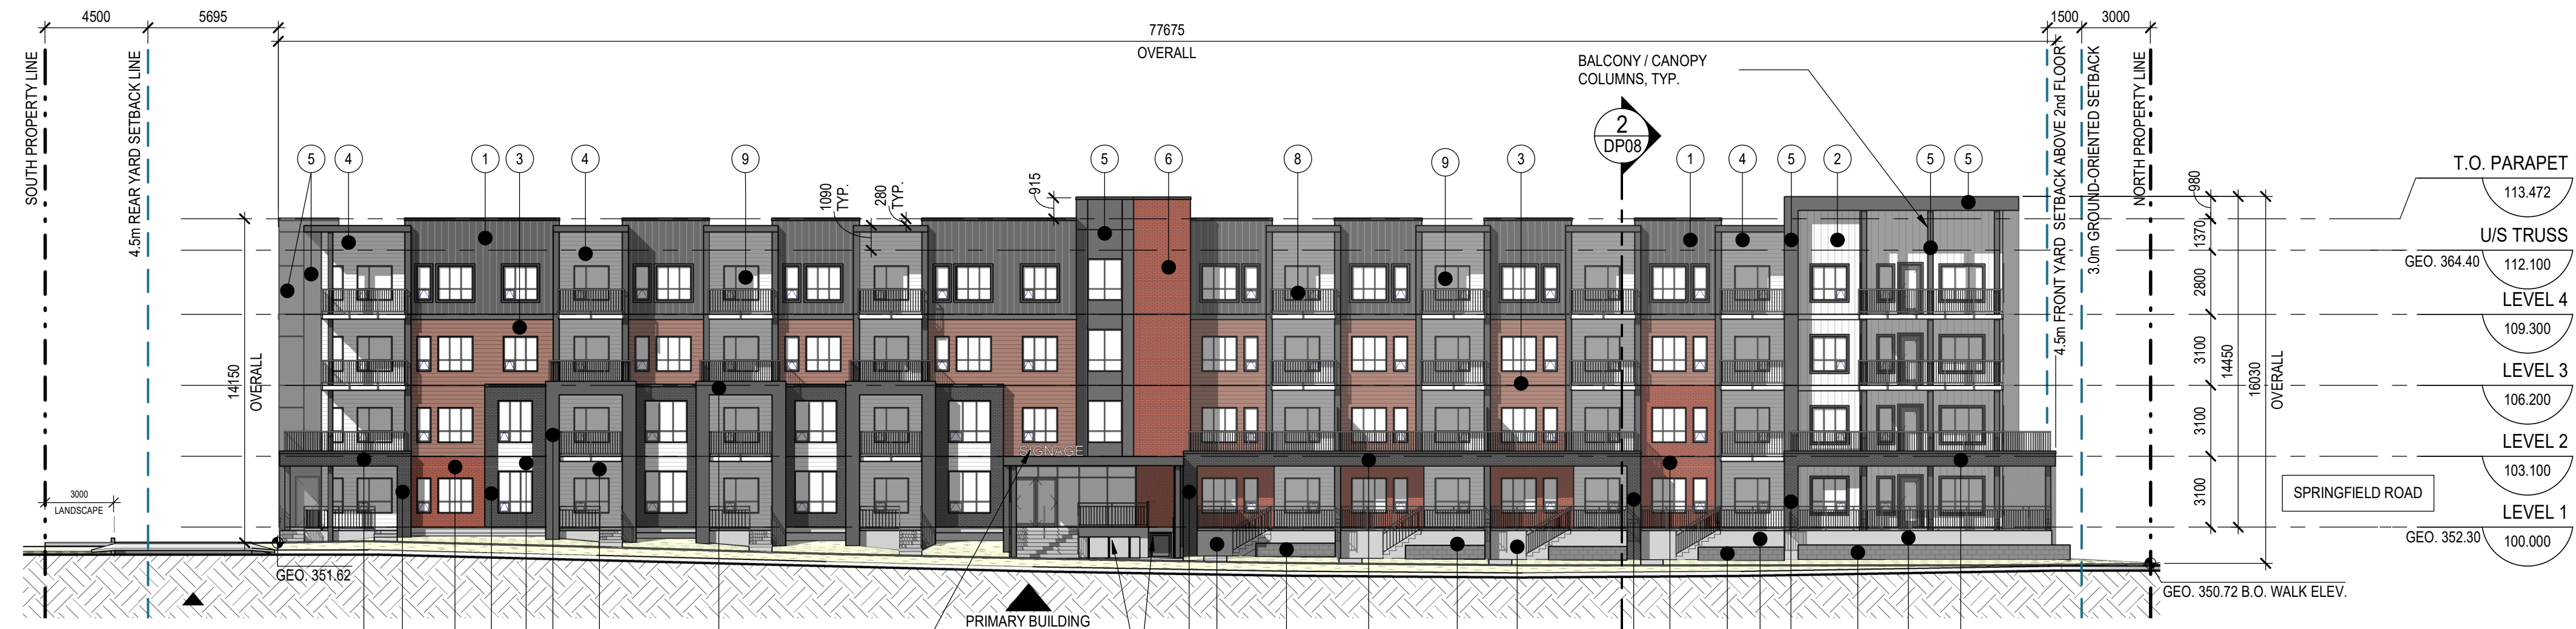 4500
5695
77675
OVERALL
1500
3000
SOUTH PROPERTY LINE
4.5m REAR YARD SETBACK LINE
BALCONY / CANOPY
COLUMNS, TYP.
4.5m FRONT YARD SETBACK ABOVE 2nd FLOOR
3.0m GROUND-ORIENTED SETBACK
NORTH PROPERTY LINE
2
DP08
5
4
1
3
4
9
5
6
8
9
3
1
4
5
2
5
5
1090
TYP.
280
TYP.
915
980
1370
2800
3100
3100
3100
14450
16030
OVERALL
T.O. PARAPET
113.472
U/S TRUSS
GEO. 364.40
112.100
LEVEL 4
109.300
LEVEL 3
106.200
LEVEL 2
103.100
LEVEL 1
GEO. 352.30
100.000
14150
OVERALL
SIGNAGE
3000
LANDSCAPE
SPRINGFIELD ROAD
GEO. 351.62
GEO. 350.72 B.O. WALK ELEV.
PRIMARY BUILDING